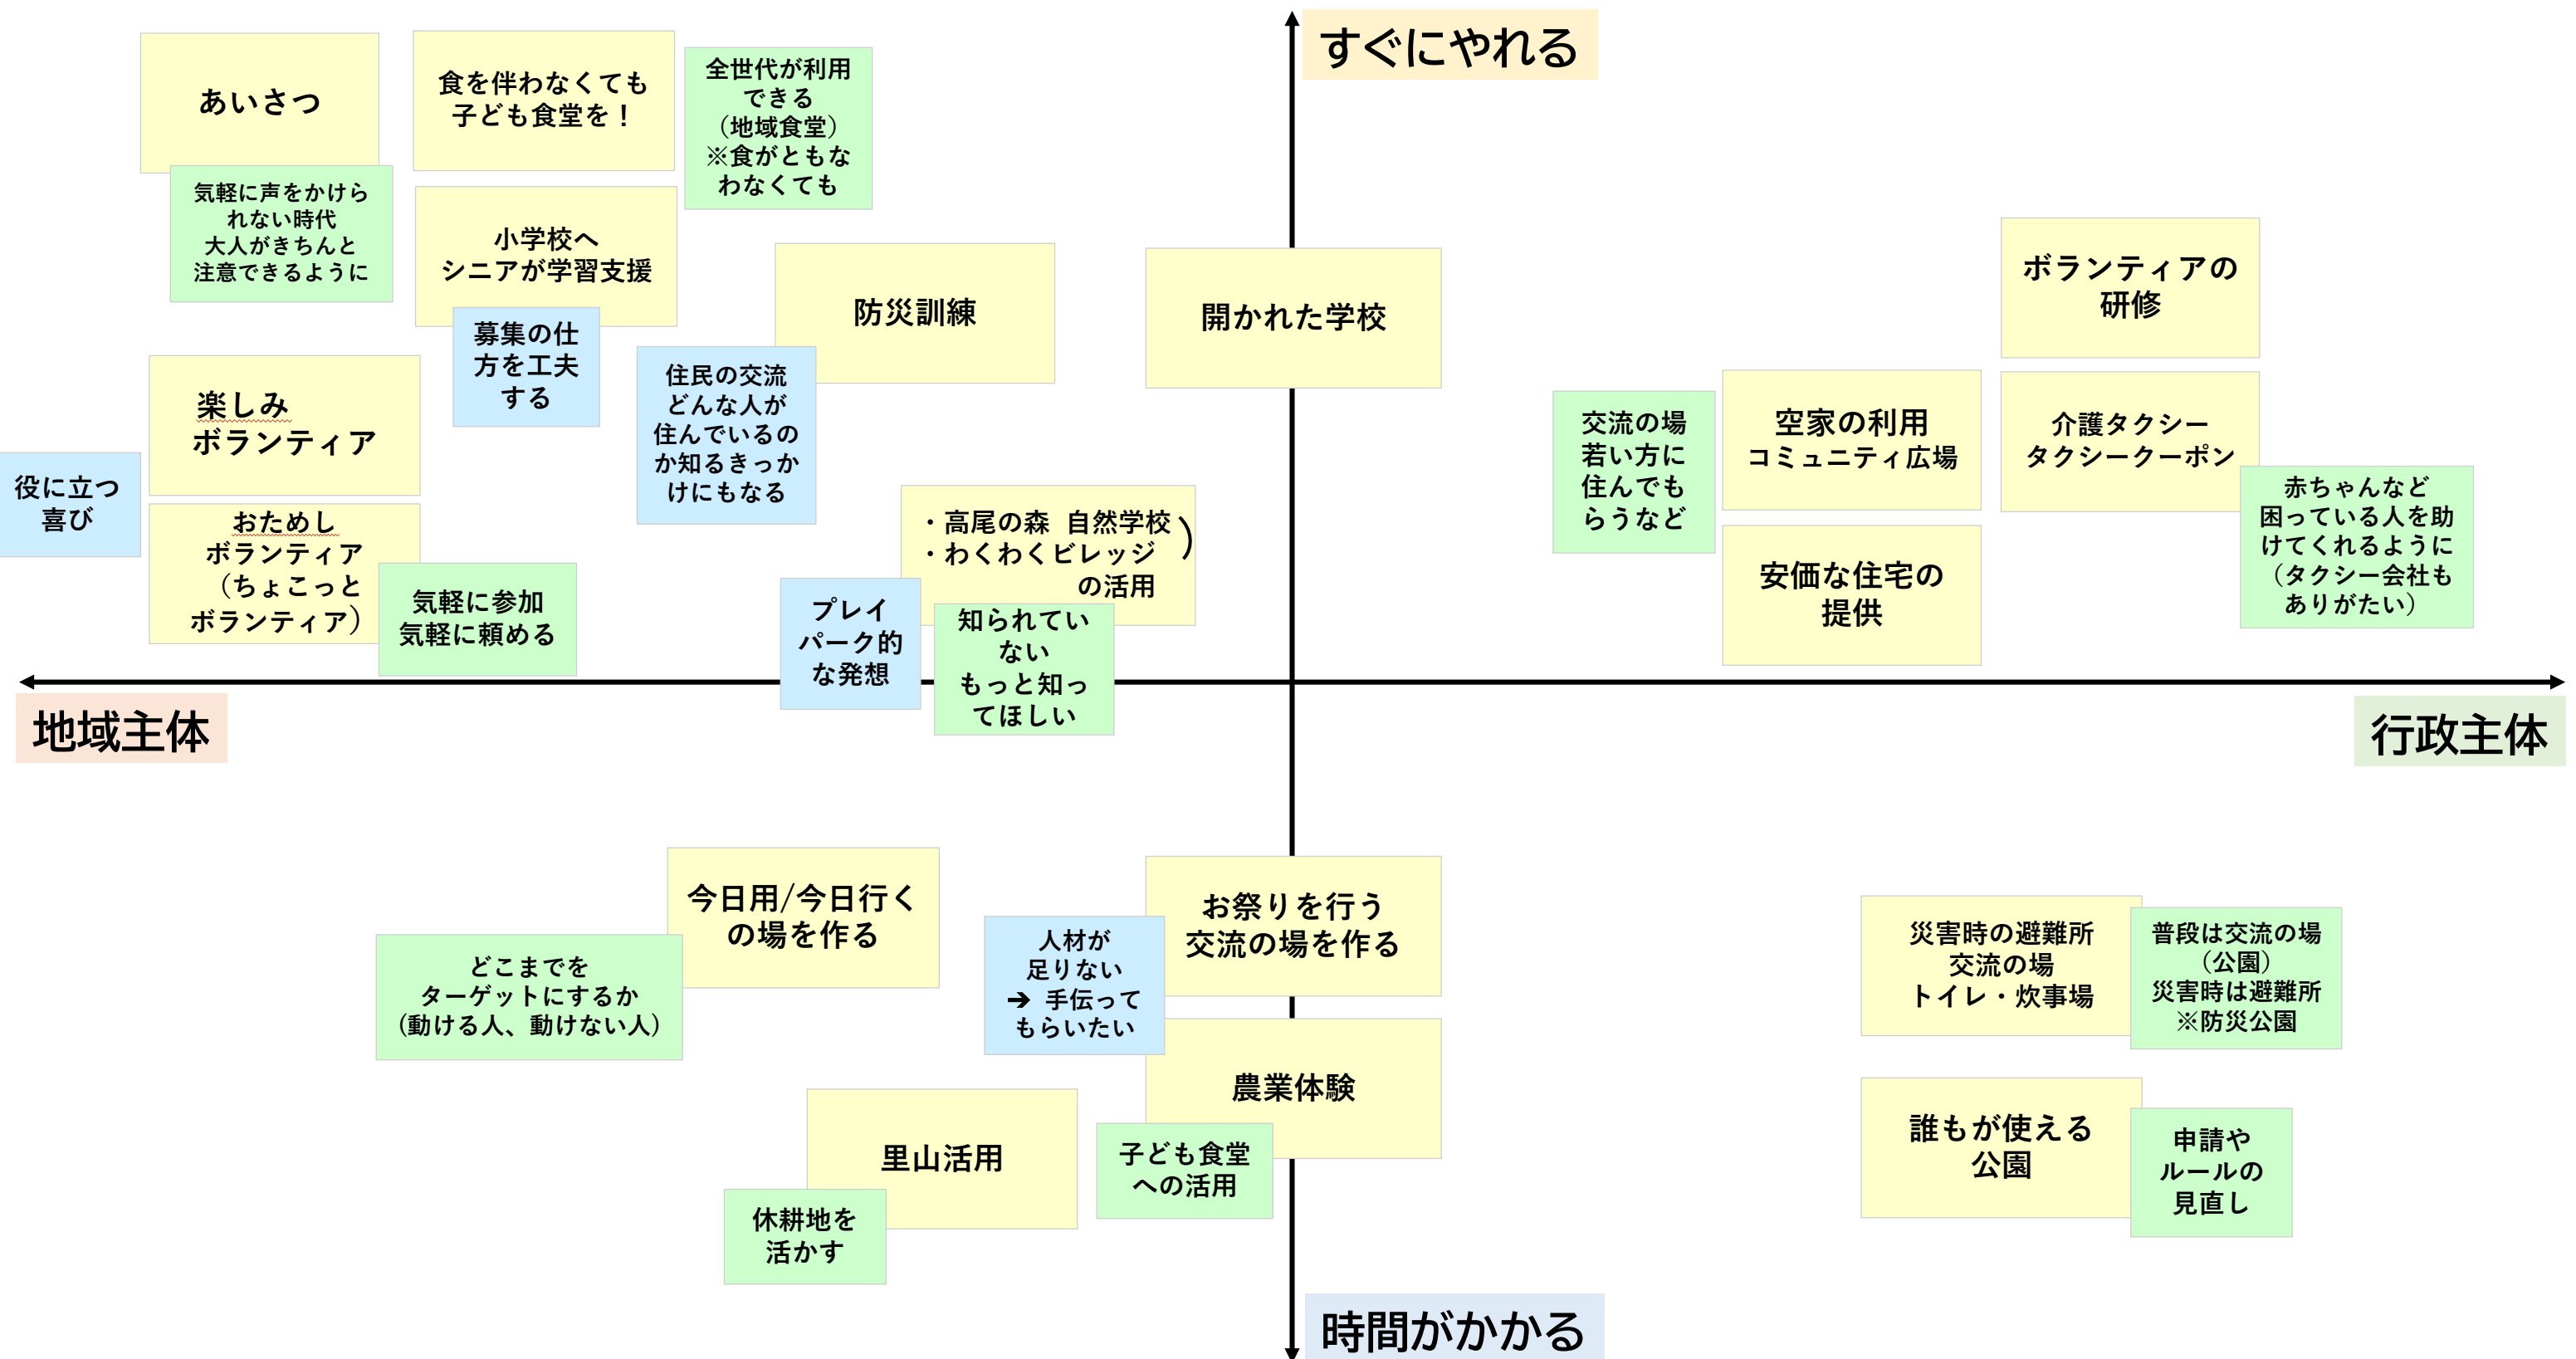 すぐにやれる
あいさつ
気軽に声をかけら
れない時代
大人がきちんと
注意できるように
食を伴わなくても
子ども食堂を！
全世代が利用
できる
（地域食堂）
※食がともな
わなくても
小学校へ
シニアが学習支援
募集の仕
方を工夫
する
防災訓練
住民の交流
どんな人が
住んでいるの
か知るきっか
けにもなる
開かれた学校
ボランティアの
研修
楽しみ
ボランティア
役に立つ
喜び
おためし
ボランティア
（ちょこっと
ボランティア）
気軽に参加
気軽に頼める
・高尾の森 自然学校
・わくわくビレッジ
の活用
プレイ
パーク的
な発想
知られてい
ない
もっと知っ
てほしい
交流の場
若い方に
住んでも
らうなど
空家の利用
コミュニティ広場
介護タクシー
タクシークーポン
赤ちゃんなど
困っている人を助
けてくれるように
（タクシー会社も
ありがたい）
安価な住宅の
提供
地域主体
行政主体
今日用/今日行く
の場を作る
どこまでを
ターゲットにするか
（動ける人、動けない人）
お祭りを行う
交流の場を作る
人材が
足りない
➔ 手伝って
もらいたい
農業体験
子ども食堂
への活用
里山活用
休耕地を
活かす
災害時の避難所
交流の場
トイレ・炊事場
普段は交流の場
（公園）
災害時は避難所
※防災公園
誰もが使える
公園
申請や
ルールの
見直し
時間がかかる